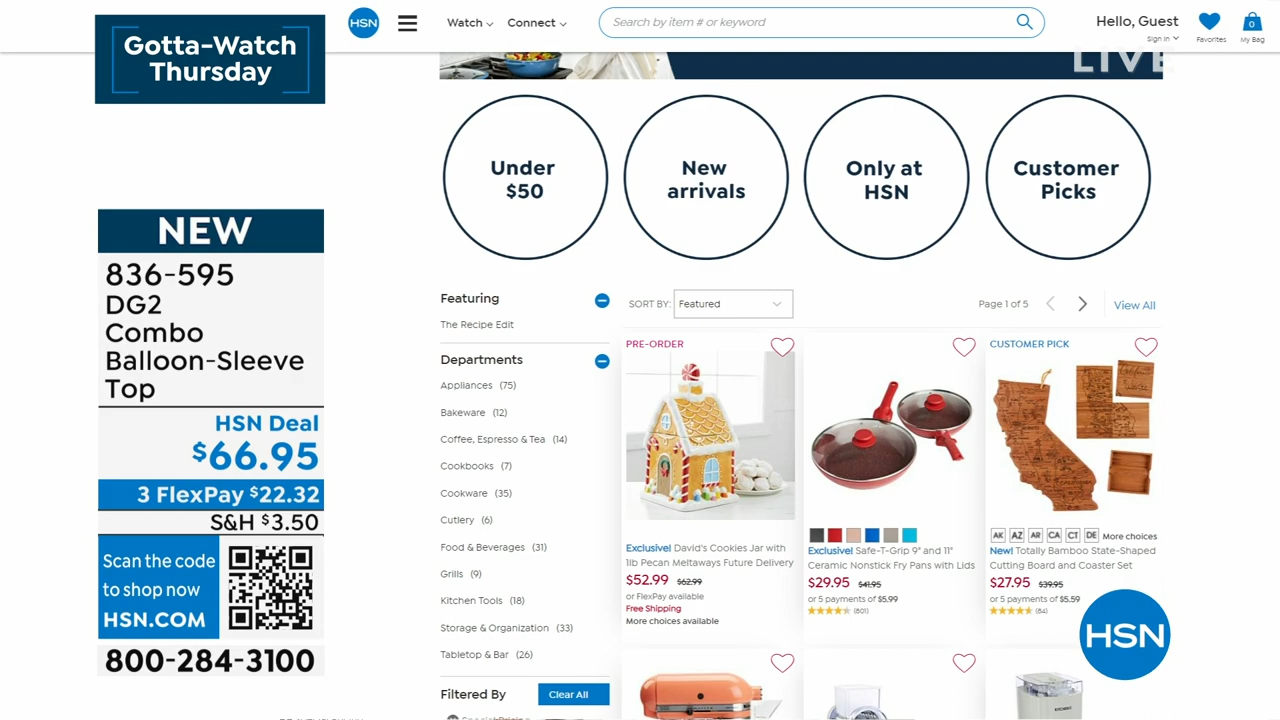 Gotta-Watch
Thursday
HSN
Watch
Connect
Search by item # or keyword
Hello, Guest
Sign In
Favorites
0
My Bag
LIVE
Under
$50
New
arrivals
Only at
HSN
Customer
Picks
NEW
836-595
DG2
Combo
Balloon-Sleeve
Top
HSN Deal
$66.95
3 FlexPay $22.32
S&H $3.50
Scan the code
to shop now
HSN.COM
800-284-3100
Featuring
The Recipe Edit
Departments
Appliances (75)
Bakeware (12)
Coffee, Espresso & Tea (14)
Cookbooks (7)
Cookware (35)
Cutlery (6)
Food & Beverages (31)
Grills (9)
Kitchen Tools (18)
Storage & Organization (33)
Tabletop & Bar (26)
Filtered By
Clear All
SORT BY: Featured
Page 1 of 5
View All
PRE-ORDER
Exclusive! David's Cookies Jar with
1lb Pecan Meltaways Future Delivery
$52.99 $62.99
or FlexPay available
Free Shipping
More choices available
Exclusive! Safe-T-Grip 9" and 11"
Ceramic Nonstick Fry Pans with Lids
$29.95 $41.95
or 5 payments of $5.99
(801)
CUSTOMER PICK
AK AZ AR CA CT DE More choices
New! Totally Bamboo State-Shaped
Cutting Board and Coaster Set
$27.95 $39.95
or 5 payments of $5.59
(84)
HSN